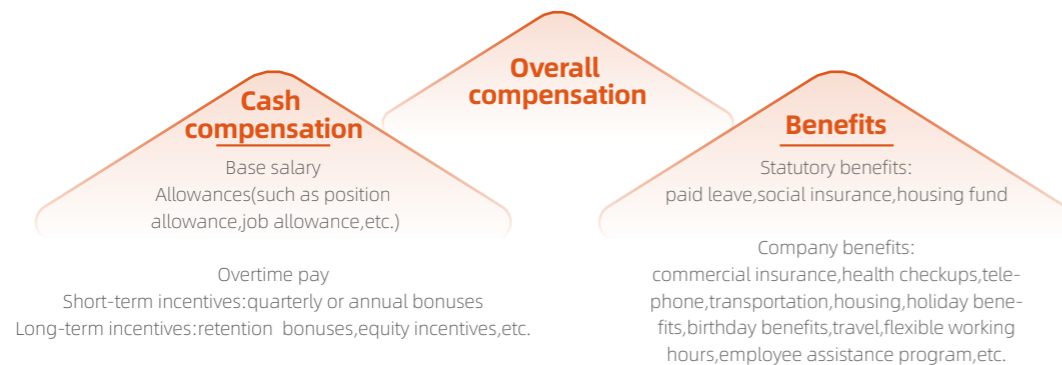 Overall
compensation
Cash
compensation
Base salary
Allowances(such as position
allowance,job allowance,etc.)
Overtime pay
Short-term incentives:quarterly or annual bonuses
Long-term incentives:retention bonuses,equity incentives,etc.
Benefits
Statutory benefits:
paid leave,social insurance,housing fund
Company benefits:
commercial insurance,health checkups,tele-
phone,transportation,housing,holiday bene-
fits,birthday benefits,travel,flexible working
hours,employee assistance program,etc.